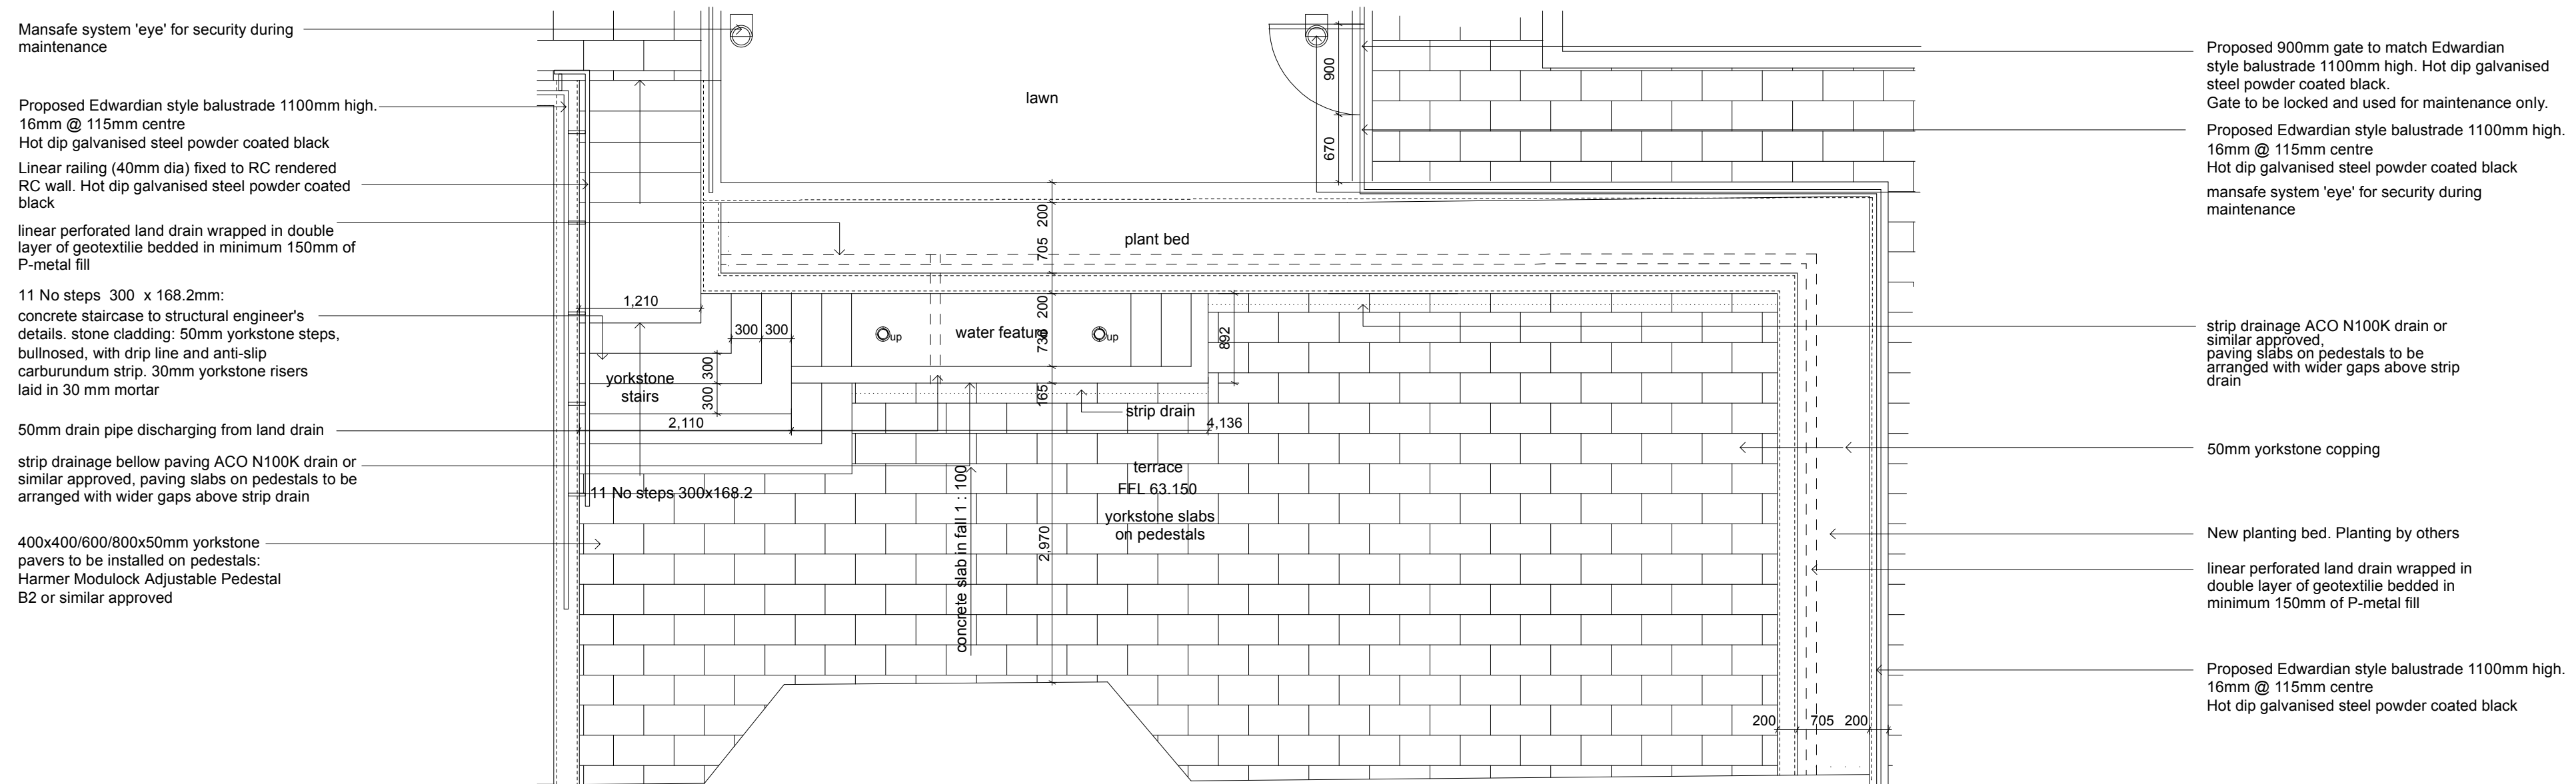 Mansafe system 'eye' for security during
maintenance
Proposed Edwardian style balustrade 1100mm high.
16mm @ 115mm centre
Hot dip galvanised steel powder coated black
Linear railing (40mm dia) fixed to RC rendered
RC wall. Hot dip galvanised steel powder coated
black
linear perforated land drain wrapped in double
layer of geotextilie bedded in minimum 150mm of
P-metal fill
11 No steps 300 x 168.2mm:
concrete staircase to structural engineer's
details. stone cladding: 50mm yorkstone steps,
bullnosed, with drip line and anti-slip
carburundum strip. 30mm yorkstone risers
laid in 30 mm mortar
50mm drain pipe discharging from land drain
strip drainage bellow paving ACO N100K drain or
similar approved, paving slabs on pedestals to be
arranged with wider gaps above strip drain
400x400/600/800x50mm yorkstone
pavers to be installed on pedestals:
Harmer Modulock Adjustable Pedestal
B2 or similar approved
lawn
900
670
200
705
plant bed
1,210
300
300
200
water feature
up
up
892
300
300
yorkstone
stairs
165
strip drain
2,110
4,136
terrace
FFL 63.150
11 No steps 300x168.2
yorkstone slabs
on pedestals
concrete slab in fall 1 : 100
2,970
200
705
200
Proposed 900mm gate to match Edwardian
style balustrade 1100mm high. Hot dip galvanised
steel powder coated black.
Gate to be locked and used for maintenance only.
Proposed Edwardian style balustrade 1100mm high.
16mm @ 115mm centre
Hot dip galvanised steel powder coated black
mansafe system 'eye' for security during
maintenance
strip drainage ACO N100K drain or
similar approved,
paving slabs on pedestals to be
arranged with wider gaps above strip
drain
50mm yorkstone copping
New planting bed. Planting by others
linear perforated land drain wrapped in
double layer of geotextilie bedded in
minimum 150mm of P-metal fill
Proposed Edwardian style balustrade 1100mm high.
16mm @ 115mm centre
Hot dip galvanised steel powder coated black